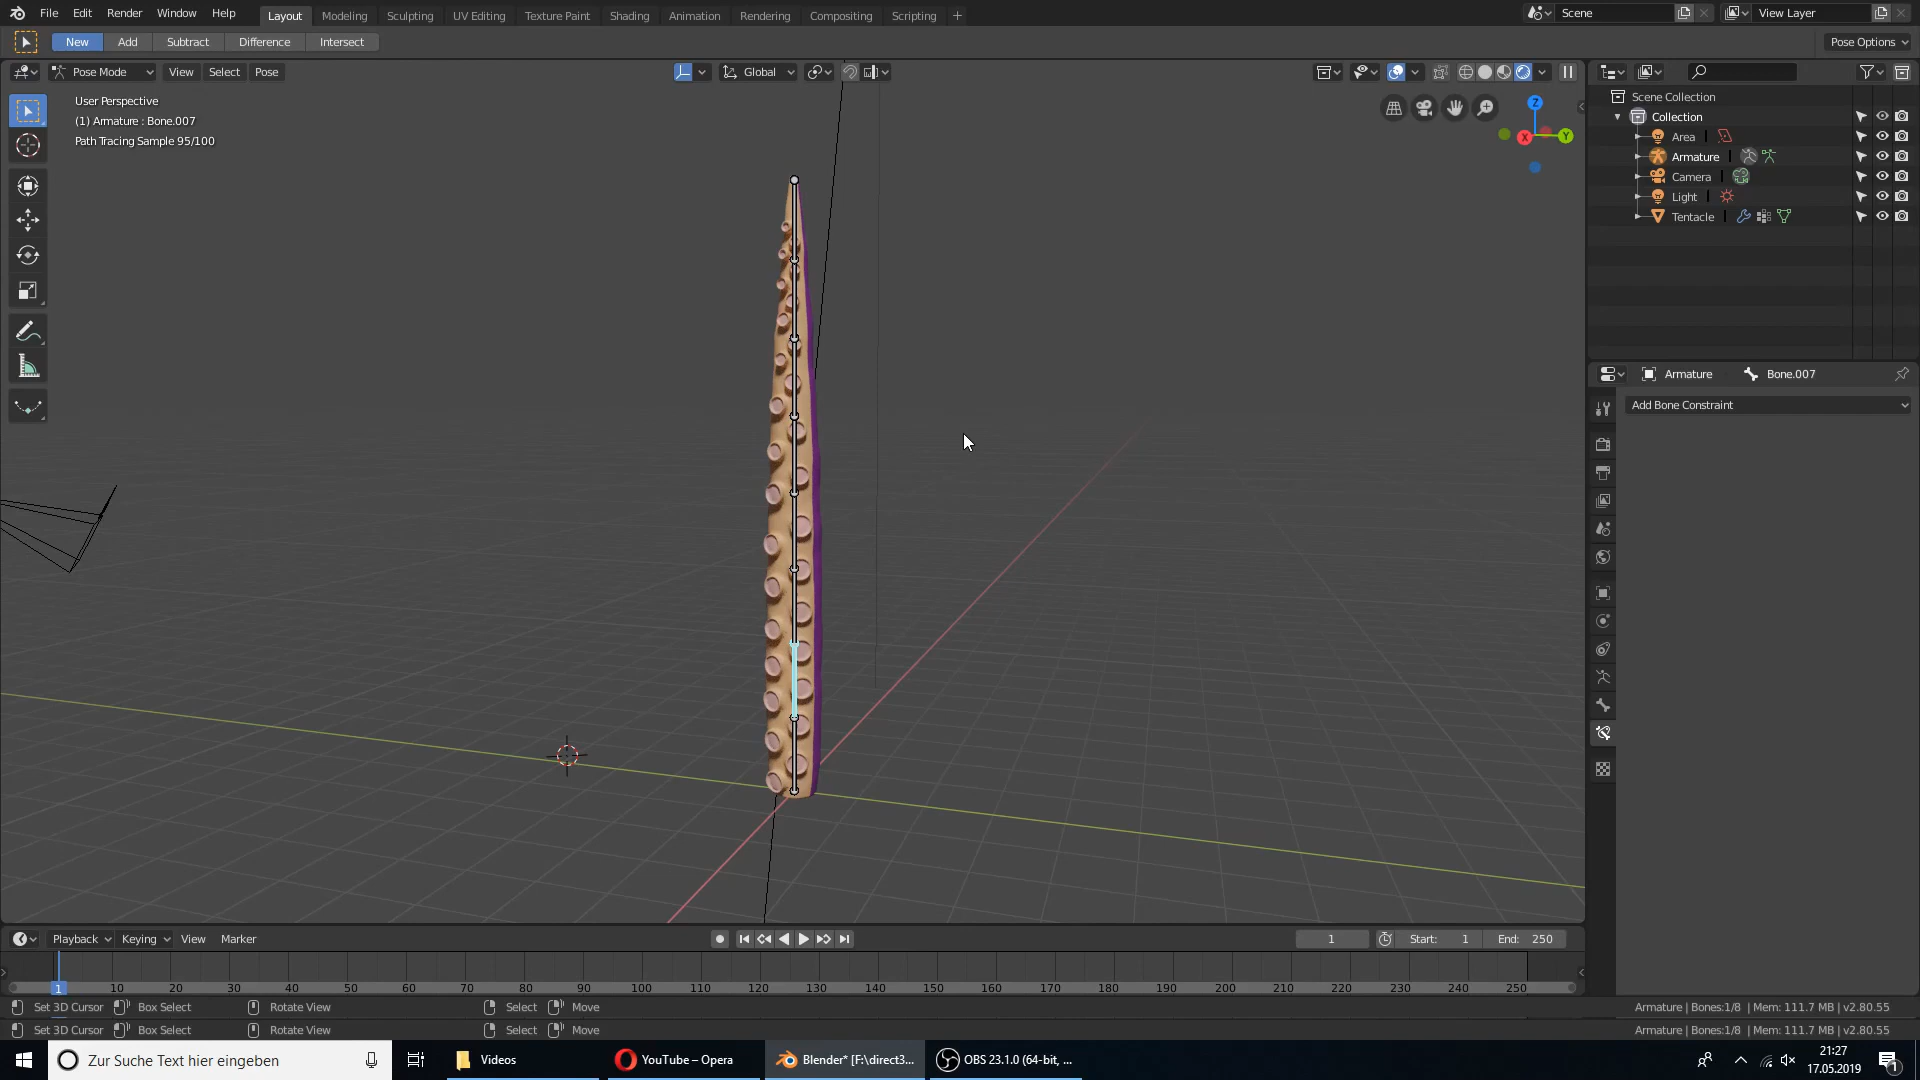 File Edit Render Window Help Layout Modeling Sculpting UV Editing Texture Paint Shading Animation Rendering Compositing Scripting + Scene View Layer
New Add Subtract Difference Intersect Pose Options
Pose Mode View Select Pose Global
User Perspective
(1) Armature : Bone.007
Path Tracing Sample 95/100
Z
X Y
Scene Collection
Collection
Area
Armature
Camera
Light
Tentacle
Armature Bone.007
Add Bone Constraint
Playback Keying View Marker 1 Start: 1 End: 250
1 10 20 30 40 50 60 70 80 90 100 110 120 130 140 150 160 170 180 190 200 210 220 230 240 250
Set 3D Cursor Box Select Rotate View Select Move Armature | Bones:1/8 | Mem: 111.7 MB | v2.80.55
Set 3D Cursor Box Select Rotate View Select Move Armature | Bones:1/8 | Mem: 111.7 MB | v2.80.55
Zur Suche Text hier eingeben Videos YouTube – Opera Blender* [F:\direct3... OBS 23.1.0 (64-bit, ... 21:27
17.05.2019 1